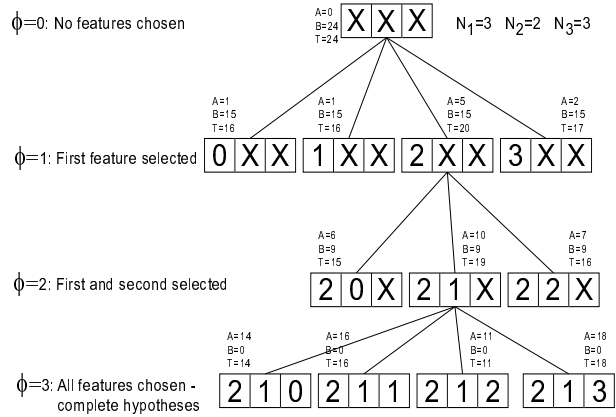 ϕ=0: No features chosen
A=0
B=24
T=24
X X X
N1=3 N2=2 N3=3
A=1
B=15
T=16
A=1
B=15
T=16
A=5
B=15
T=20
A=2
B=15
T=17
ϕ=1: First feature selected
0 X X
1 X X
2 X X
3 X X
A=6
B=9
T=15
A=10
B=9
T=19
A=7
B=9
T=16
ϕ=2: First and second selected
2 0 X
2 1 X
2 2 X
A=14
B=0
T=14
A=16
B=0
T=16
A=11
B=0
T=11
A=18
B=0
T=18
ϕ=3: All features chosen -
complete hypotheses
2 1 0
2 1 1
2 1 2
2 1 3